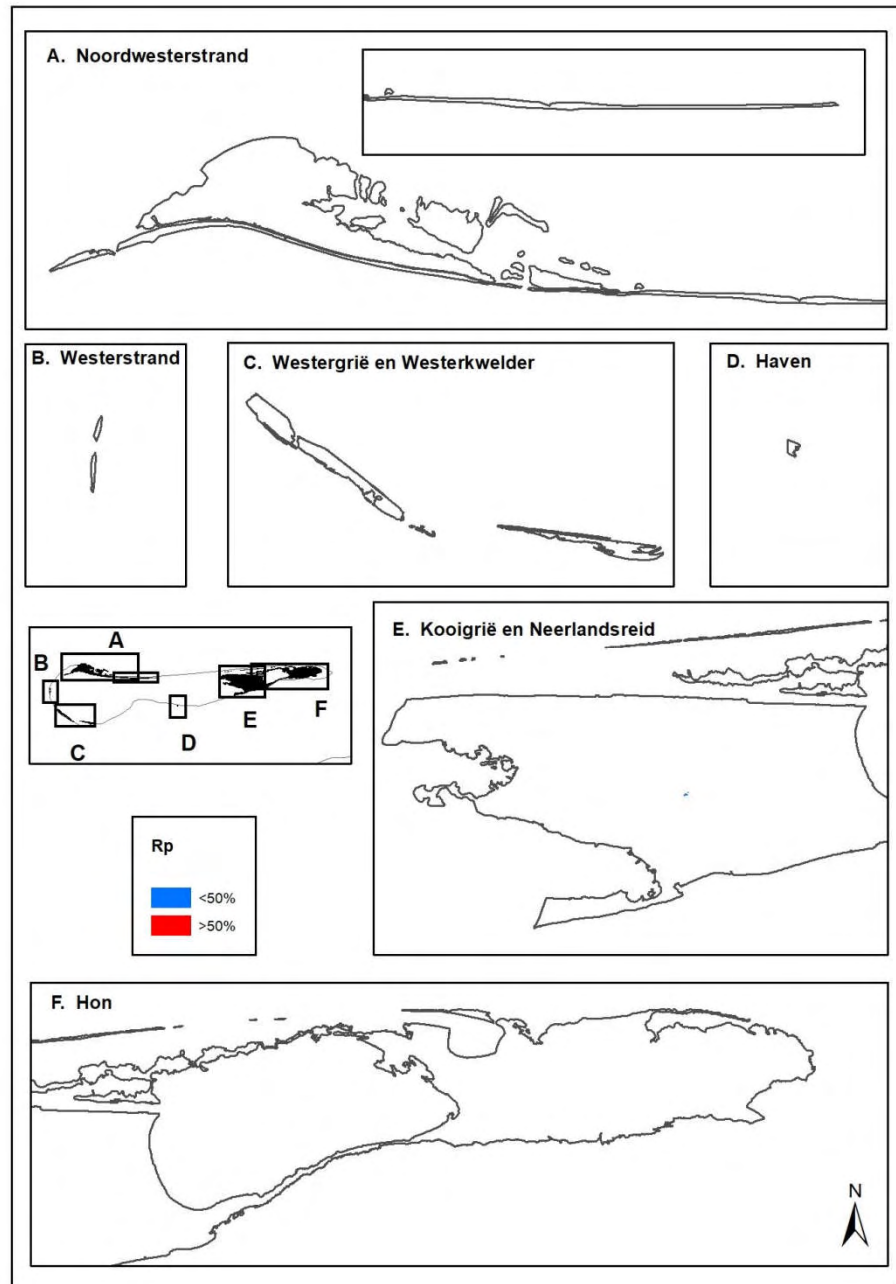 A. Noordwesterstrand
B. Westerstrand
C. Westergrië en Westerkwelder
D. Haven
A
B
C
D
E
F
E. Kooigrië en Neerlandsreid
Rp
<50%
>50%
F. Hon
N